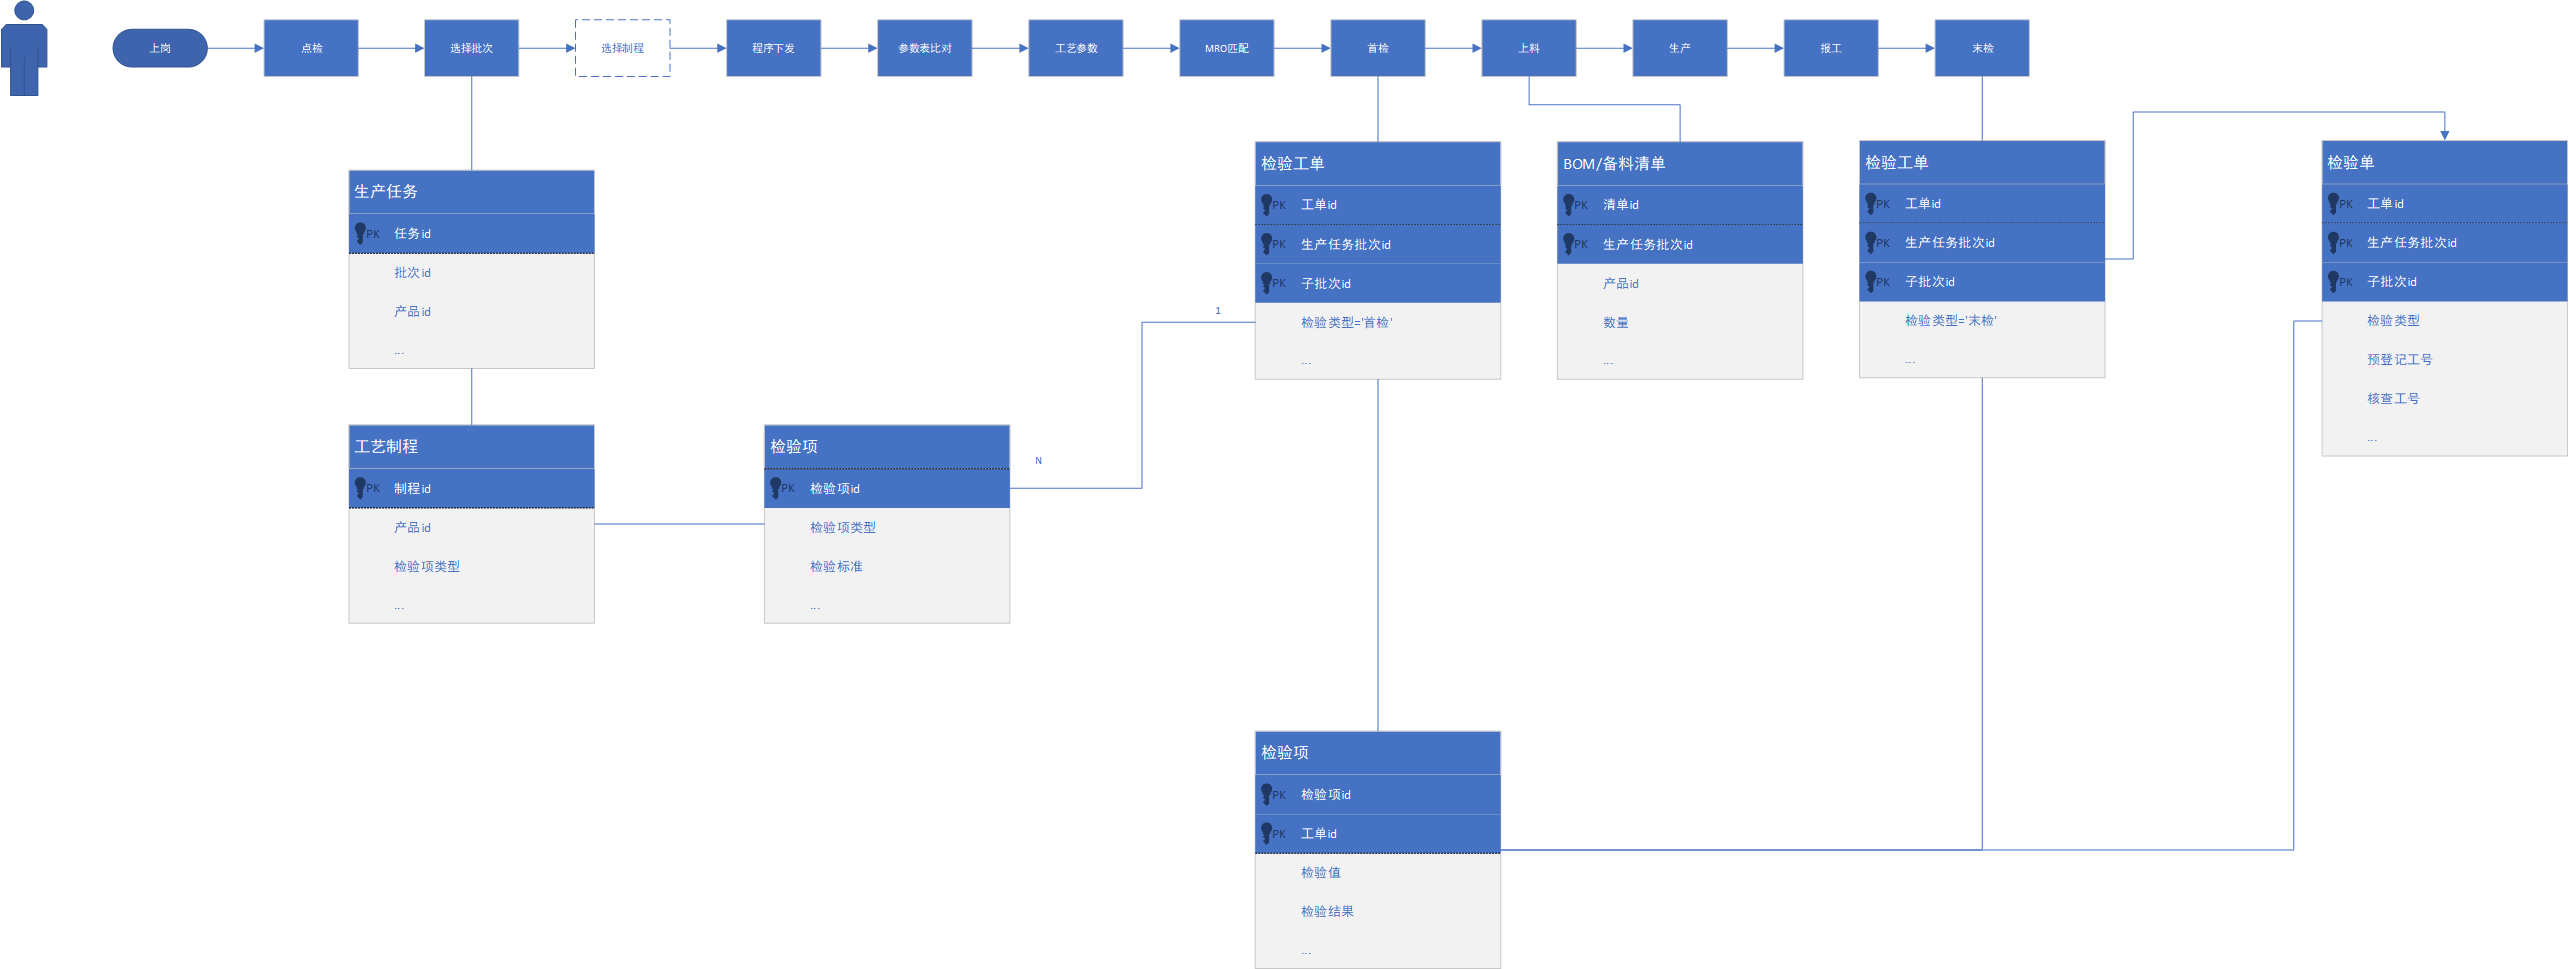 上岗
点检
选择批次
选择制程
程序下发
参数表比对
工艺参数
MRO匹配
首检
上料
生产
报工
末检
生产任务
PK 任务id
批次id
产品id
...
工艺制程
PK 制程id
产品id
检验项类型
...
检验项
PK 检验项id
检验项类型
检验标准
...
N
1
检验工单
PK 工单id
PK 生产任务批次id
PK 子批次id
检验类型='首检'
...
BOM/备料清单
PK 清单id
PK 生产任务批次id
产品id
数量
...
检验工单
PK 工单id
PK 生产任务批次id
PK 子批次id
检验类型='末检'
...
检验单
PK 工单id
PK 生产任务批次id
PK 子批次id
检验类型
预登记工号
核查工号
...
检验项
PK 检验项id
PK 工单id
检验值
检验结果
...